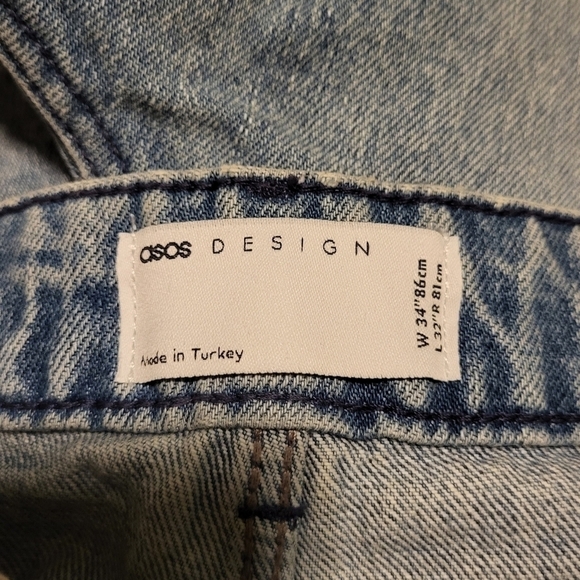 asos DESIGN
Made in Turkey
W 34" 86cm
L 32"R 81cm